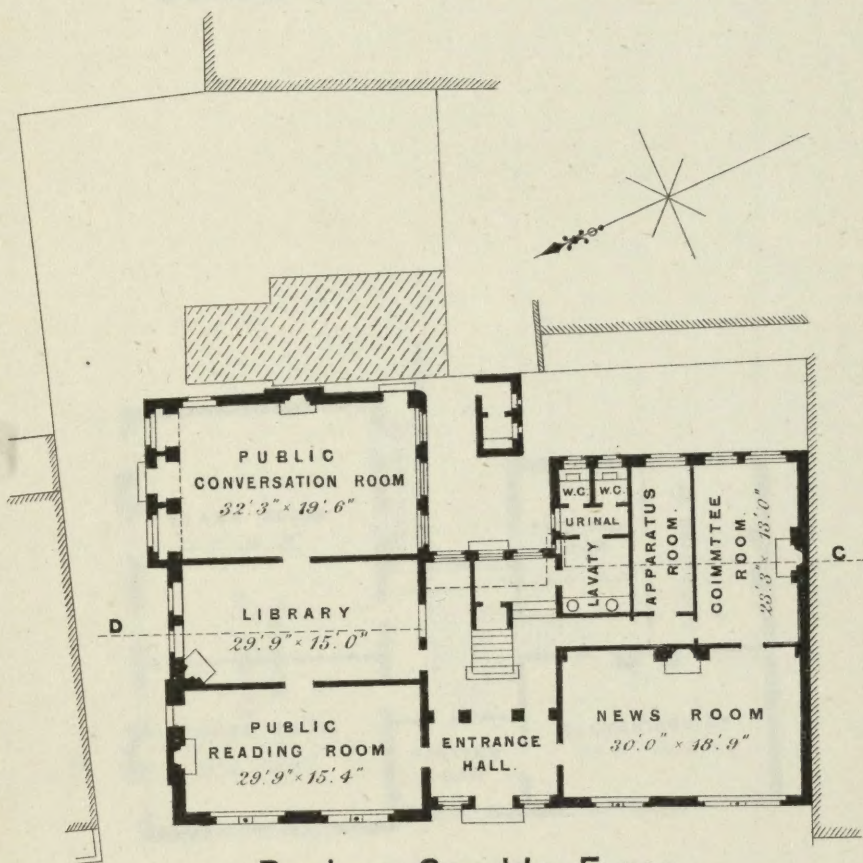 PUBLIC
CONVERSATION ROOM
32'.3" × 19'.6"
W.C.
W.C.
URINAL
LAVATY
APPARATUS
ROOM.
COIMMTTEE
ROOM.
23'.3" × 13'.0"
C
D
LIBRARY
29'.9" × 15'.0"
PUBLIC
READING ROOM
29'.9" × 15'.4"
ENTRANCE
HALL.
NEWS ROOM
30'.0" × 18'.9"